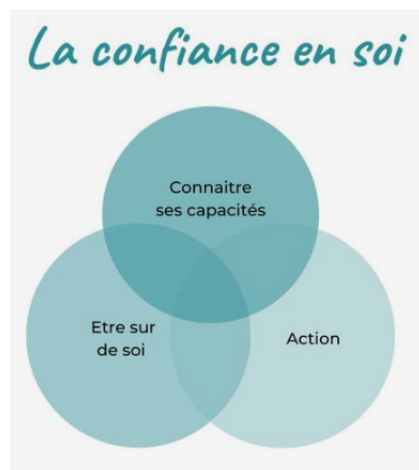 La confiance en soi
Connaitre
ses capacités
Etre sur
de soi
Action